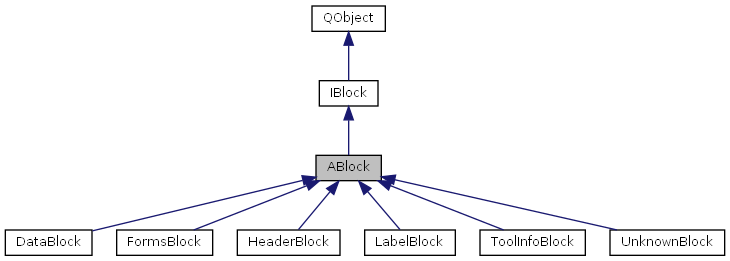 QObject
IBlock
ABlock
DataBlock
FormsBlock
HeaderBlock
LabelBlock
ToolInfoBlock
UnknownBlock